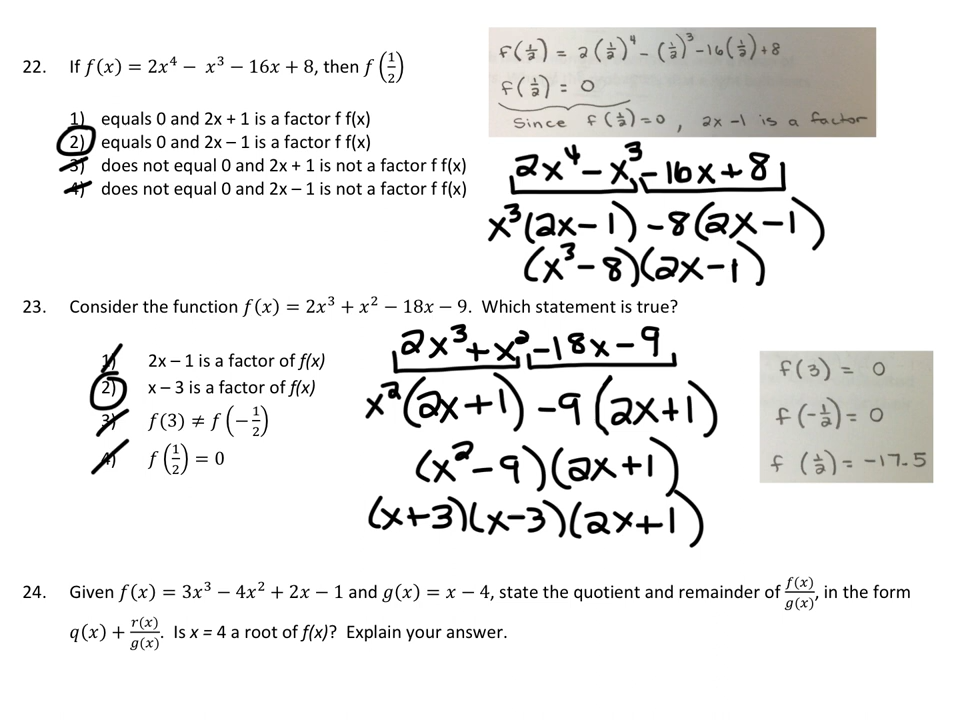 22. If f(x) = 2x⁴ − x³ − 16x + 8, then f(1/2)
1) equals 0 and 2x + 1 is a factor f f(x)
2) equals 0 and 2x – 1 is a factor f f(x)
3) does not equal 0 and 2x + 1 is not a factor f f(x)
4) does not equal 0 and 2x – 1 is not a factor f f(x)
f(1/2) = 2(1/2)⁴ - (1/2)³ - 16(1/2) + 8
f(1/2) = 0
Since f(1/2) = 0, 2x - 1 is a factor
2x⁴ - x³ - 16x + 8
x³(2x - 1) - 8(2x - 1)
(x³ - 8)(2x - 1)
23. Consider the function f(x) = 2x³ + x² − 18x − 9. Which statement is true?
1) 2x – 1 is a factor of f(x)
2) x – 3 is a factor of f(x)
3) f(3) ≠ f(−1/2)
4) f(1/2) = 0
2x³ + x² - 18x - 9
x²(2x + 1) - 9(2x + 1)
(x² - 9)(2x + 1)
(x + 3)(x - 3)(2x + 1)
f(3) = 0
f(-1/2) = 0
f(1/2) = -17.5
24. Given f(x) = 3x³ − 4x² + 2x − 1 and g(x) = x − 4, state the quotient and remainder of f(x)/g(x), in the form
q(x) + r(x)/g(x). Is x = 4 a root of f(x)? Explain your answer.